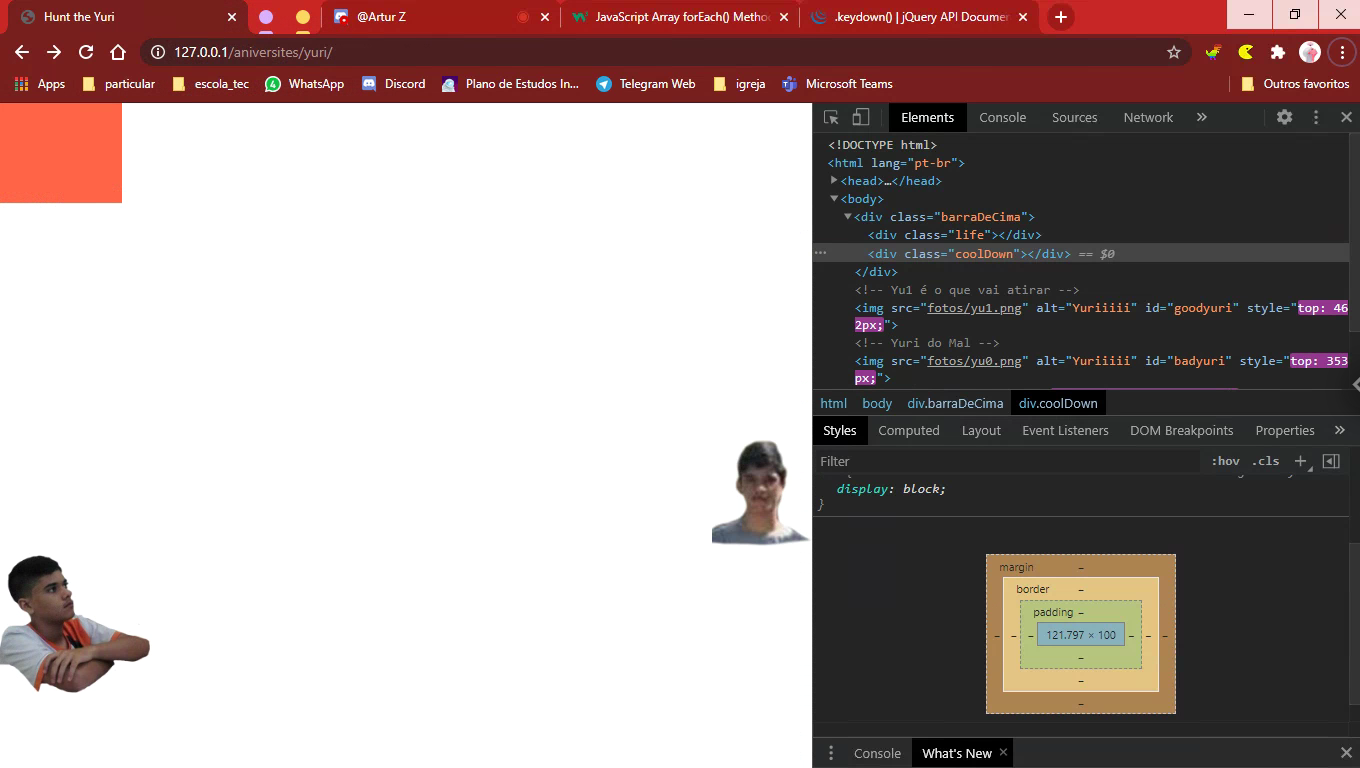 Hunt the Yuri
@Artur Z
JavaScript Array forEach() Metho
.keydown() | jQuery API Documen
127.0.0.1/aniversites/yuri/
Apps particular escola_tec WhatsApp Discord Plano de Estudos In... Telegram Web igreja Microsoft Teams Outros favoritos
4
Elements Console Sources Network »
<!DOCTYPE html>
<html lang="pt-br">
<head>…</head>
<body>
<div class="barraDeCima">
<div class="life"></div>
<div class="coolDown"></div> == $0
</div>
<!-- Yu1 é o que vai atirar -->
<img src="fotos/yu1.png" alt="Yuriiiii" id="goodyuri" style="top: 46
2px;">
<!-- Yuri do Mal -->
<img src="fotos/yu0.png" alt="Yuriiiii" id="badyuri" style="top: 353
px;">
html body div.barraDeCima div.coolDown
Styles Computed Layout Event Listeners DOM Breakpoints Properties »
Filter :hov .cls +
display: block;
}
margin –
border –
padding –
– – – 121.797 × 100 – – –
–
–
–
Console What's New ×